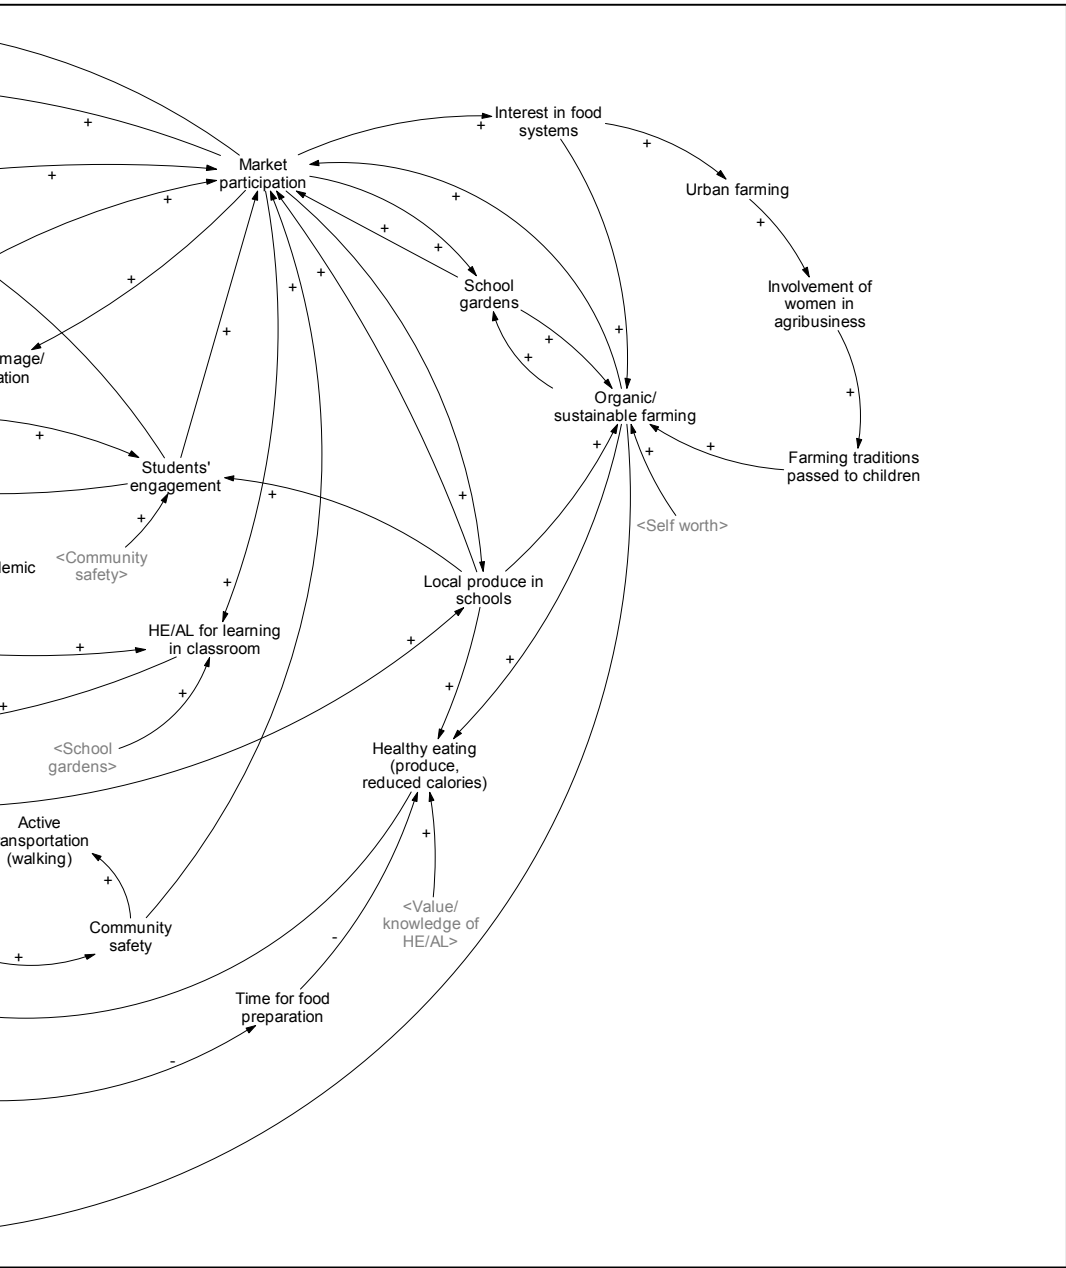 Interest in food
systems
Market
participation
Urban farming
School
gardens
Involvement of
women in
agribusiness
mage/
ation
Organic/
sustainable farming
Students'
engagement
Farming traditions
passed to children
<Self worth>
<Community
safety>
lemic
Local produce in
schools
HE/AL for learning
in classroom
<School
gardens>
Healthy eating
(produce,
reduced calories)
Active
ansportation
(walking)
<Value/
knowledge of
HE/AL>
Community
safety
Time for food
preparation